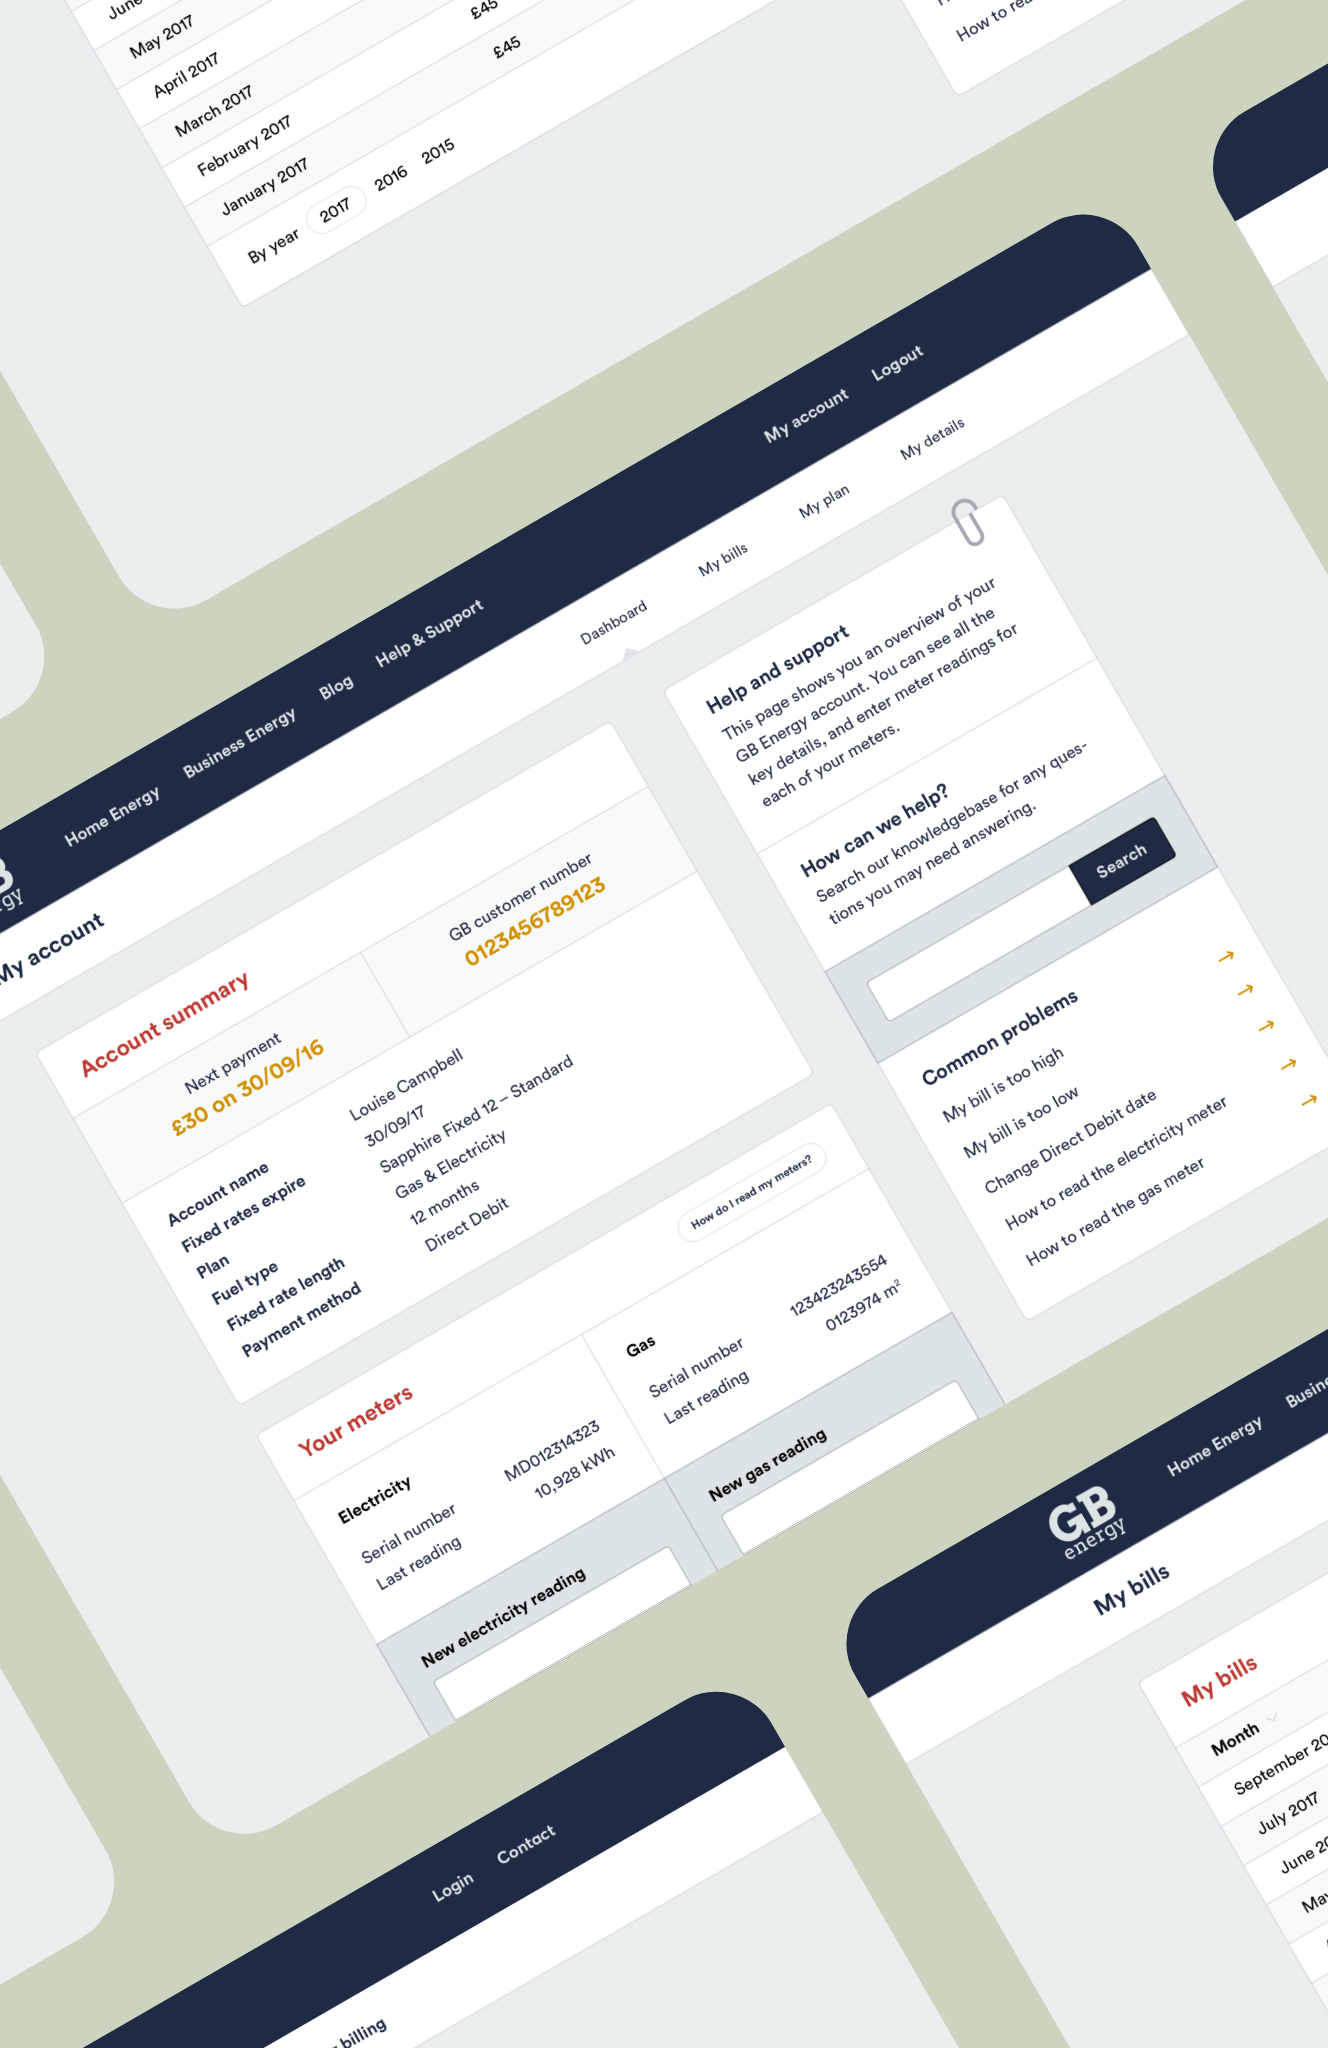 May 2017
April 2017
March 2017
February 2017
January 2017
£45
£45
By year 2017 2016 2015
My account Logout
Home Energy Business Energy Blog Help & Support
My account
Dashboard My bills My plan My details
Account summary
Next payment
£30 on 30/09/16
GB customer number
0123456789123
Account name Louise Campbell
Fixed rates expire 30/09/17
Plan Sapphire Fixed 12 – Standard
Fuel type Gas & Electricity
Fixed rate length 12 months
Payment method Direct Debit
Your meters
How do I read my meters?
Electricity
Serial number MD012314323
Last reading 10,928 kWh
New electricity reading
Gas
Serial number 123423243554
Last reading 0123974 m²
New gas reading
Help and support
This page shows you an overview of your
GB Energy account. You can see all the
key details, and enter meter readings for
each of your meters.
How can we help?
Search our knowledgebase for any ques-
tions you may need answering.
Search
Common problems
My bill is too high
My bill is too low
Change Direct Debit date
How to read the electricity meter
How to read the gas meter
Login Contact
billing
GB
energy
Home Energy
My bills
My bills
Month
September
July 2017
June